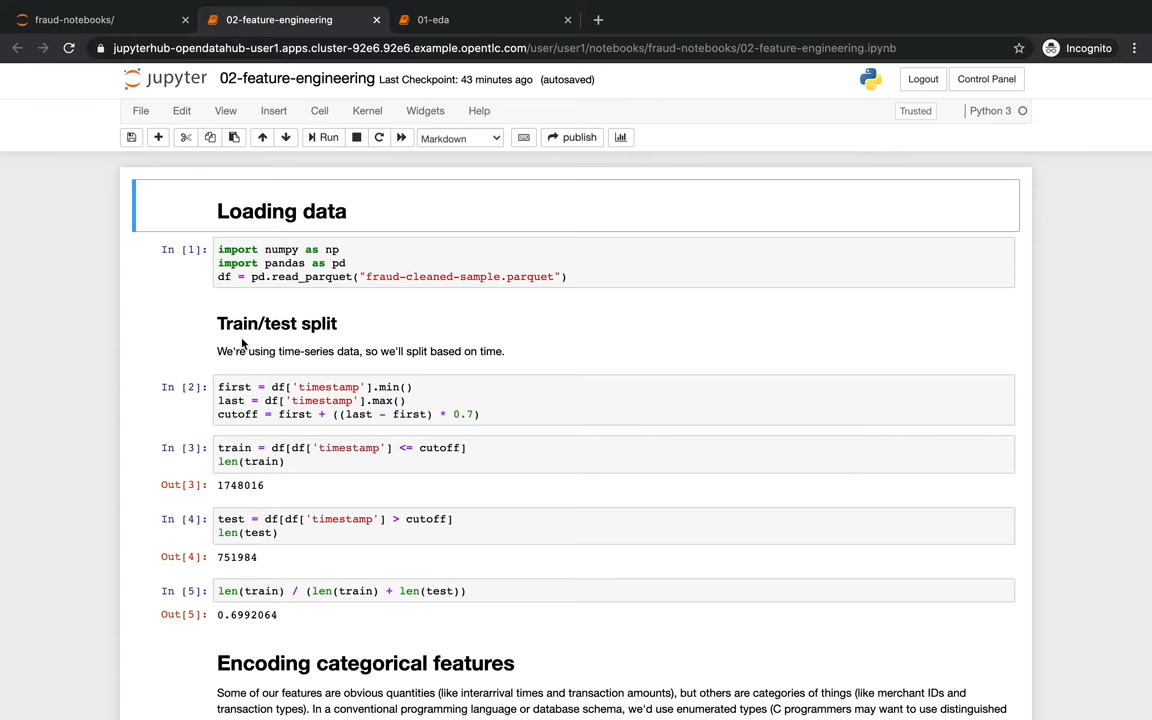 fraud-notebooks/
02-feature-engineering
01-eda
jupyterhub-opendatahub-user1.apps.cluster-92e6.92e6.example.opentlc.com/user/user1/notebooks/fraud-notebooks/02-feature-engineering.ipynb
Incognito
jupyter 02-feature-engineering Last Checkpoint: 43 minutes ago (autosaved)
Logout
Control Panel
File Edit View Insert Cell Kernel Widgets Help
Trusted
Python 3
Run
Markdown
publish
Loading data
In [1]: import numpy as np
import pandas as pd
df = pd.read_parquet("fraud-cleaned-sample.parquet")
Train/test split
We're using time-series data, so we'll split based on time.
In [2]: first = df['timestamp'].min()
last = df['timestamp'].max()
cutoff = first + ((last - first) * 0.7)
In [3]: train = df[df['timestamp'] <= cutoff]
len(train)
Out[3]: 1748016
In [4]: test = df[df['timestamp'] > cutoff]
len(test)
Out[4]: 751984
In [5]: len(train) / (len(train) + len(test))
Out[5]: 0.6992064
Encoding categorical features
Some of our features are obvious quantities (like interarrival times and transaction amounts), but others are categories of things (like merchant IDs and
transaction types). In a conventional programming language or database schema, we'd use enumerated types (C programmers may want to use distinguished